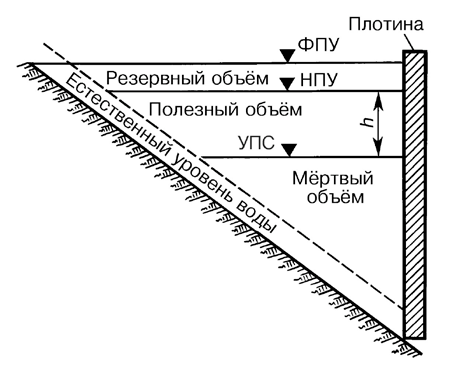 Плотина
ФПУ
Резервный объём
НПУ
Полезный объём
h
УПС
Мёртвый
объём
Естественный уровень воды